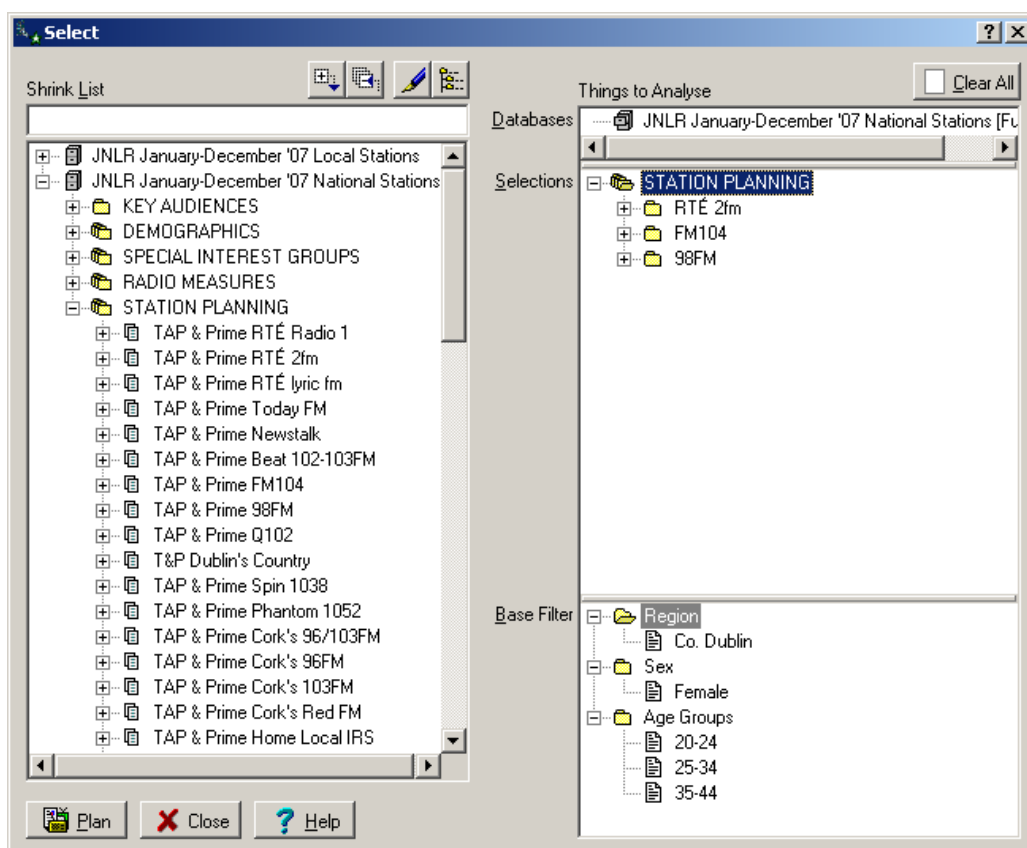 Select
Shrink List
JNLR January-December '07 Local Stations
JNLR January-December '07 National Stations
KEY AUDIENCES
DEMOGRAPHICS
SPECIAL INTEREST GROUPS
RADIO MEASURES
STATION PLANNING
TAP & Prime RTÉ Radio 1
TAP & Prime RTÉ 2fm
TAP & Prime RTÉ lyric fm
TAP & Prime Today FM
TAP & Prime Newstalk
TAP & Prime Beat 102-103FM
TAP & Prime FM104
TAP & Prime 98FM
TAP & Prime Q102
T&P Dublin's Country
TAP & Prime Spin 1038
TAP & Prime Phantom 1052
TAP & Prime Cork's 96/103FM
TAP & Prime Cork's 96FM
TAP & Prime Cork's 103FM
TAP & Prime Cork's Red FM
TAP & Prime Home Local IRS
Plan
Close
Help
Things to Analyse
Clear All
Databases
JNLR January-December '07 National Stations [Fu
Selections
STATION PLANNING
RTÉ 2fm
FM104
98FM
Base Filter
Region
Co. Dublin
Sex
Female
Age Groups
20-24
25-34
35-44